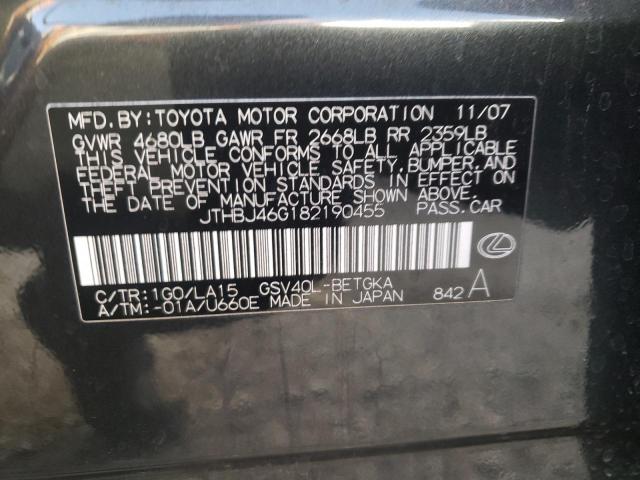 MFD. BY: TOYOTA MOTOR CORPORATION 11/07
GVWR 4680LB GAWR FR 2668LB RR 2359LB
THIS VEHICLE CONFORMS TO ALL APPLICABLE
FEDERAL MOTOR VEHICLE SAFETY, BUMPER, AND
THEFT PREVENTION STANDARDS IN EFFECT ON
THE DATE OF MANUFACTURE SHOWN ABOVE.
JTHBJ46G182190455 PASS. CAR
C/TR: 1G0/LA15 GSV40L-BETGKA
A/TM: -01A/U660E MADE IN JAPAN 842 A